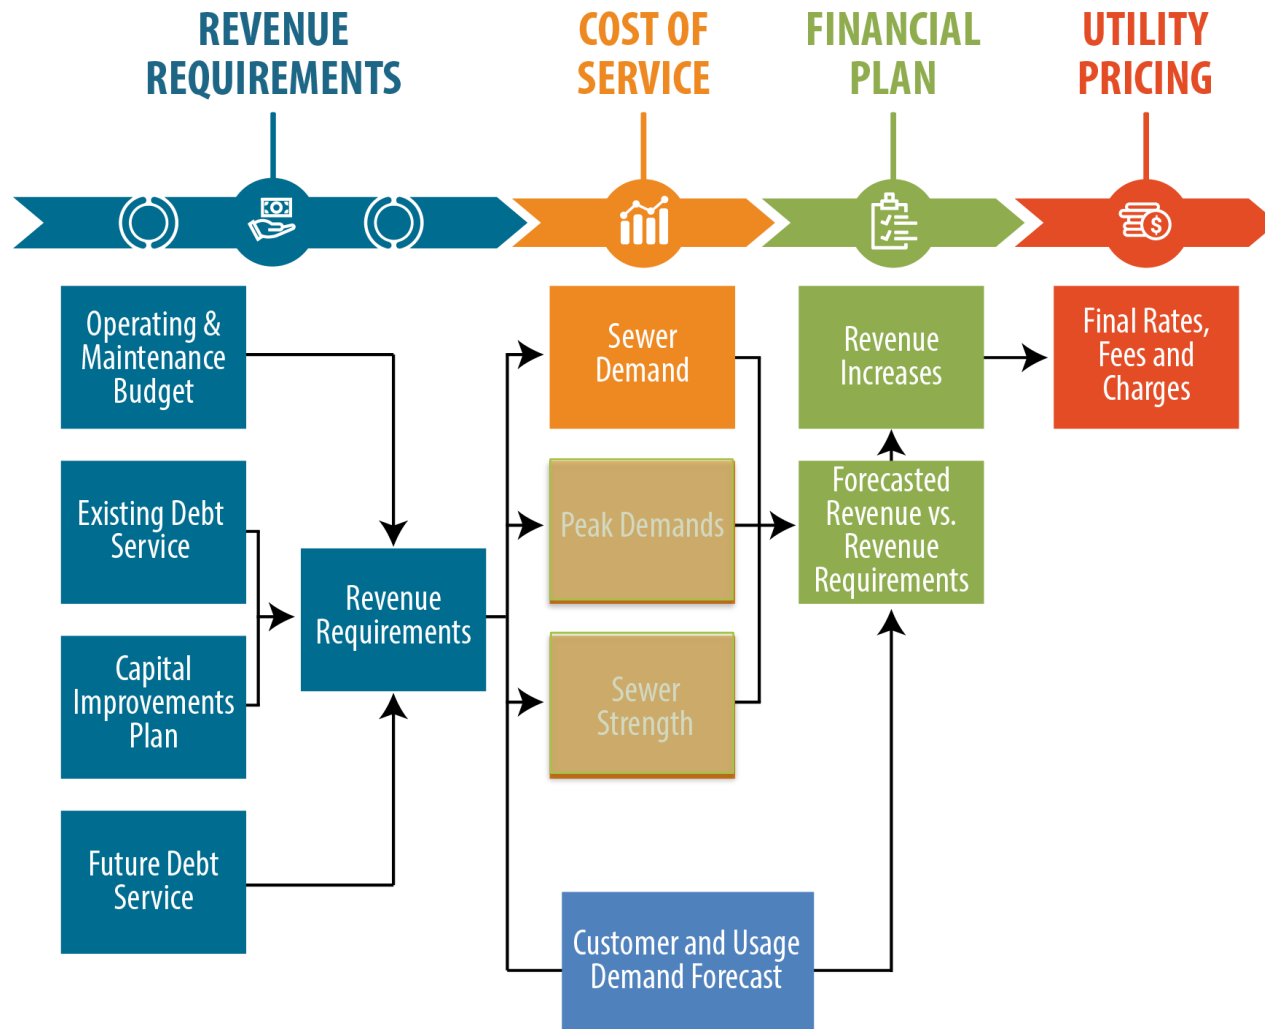 REVENUE
REQUIREMENTS
COST OF
SERVICE
FINANCIAL
PLAN
UTILITY
PRICING
$
Operating &
Maintenance
Budget
Existing Debt
Service
Capital
Improvements
Plan
Future Debt
Service
Revenue
Requirements
Sewer
Demand
Peak Demands
Sewer
Strength
Customer and Usage
Demand Forecast
Revenue
Increases
Forecasted
Revenue vs.
Revenue
Requirements
Final Rates,
Fees and
Charges